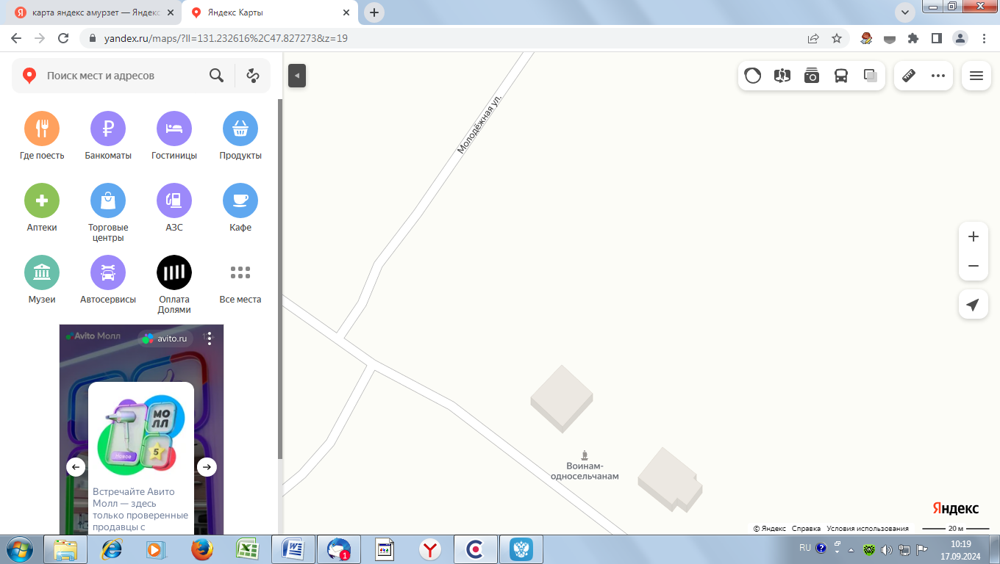 карта яндекс амурзет — Яндекс
Яндекс Карты
yandex.ru/maps/?ll=131.232616%2C47.827273&z=19
Поиск мест и адресов
Где поесть
Банкоматы
Гостиницы
Продукты
Аптеки
Торговые
центры
АЗС
Кафе
Музеи
Автосервисы
Оплата
Долями
Все места
Avito Молл
avito.ru
МО
ЛЛ
5
Новое
Встречайте Авито
Молл — здесь
только проверенные
продавцы с
Молодёжная ул.
Воинам-
односельчанам
Яндекс
© Яндекс Справка Условия использования
20 м
1
RU
10:19
17.09.2024